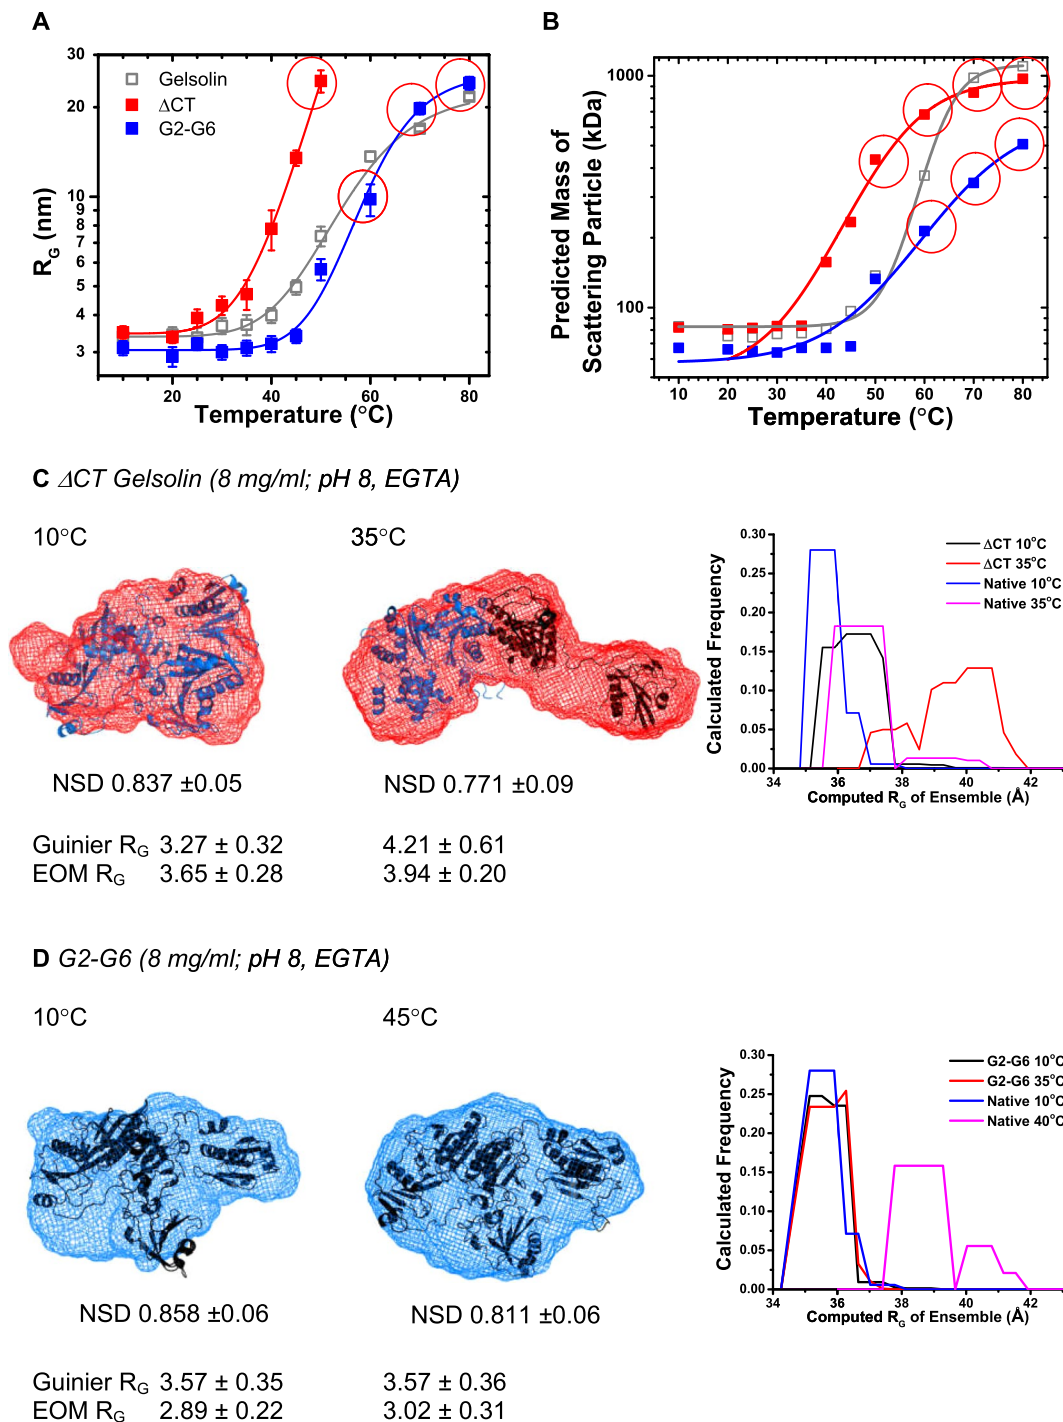 A
30
20
10
9
8
7
6
5
4
3
R_G (nm)
Gelsolin
ΔCT
G2-G6
20
40
60
80
Temperature (°C)
B
1000
100
Predicted Mass of
Scattering Particle (kDa)
10
20
30
40
50
60
70
80
Temperature (°C)
C ΔCT Gelsolin (8 mg/ml; pH 8, EGTA)
10°C
35°C
NSD 0.837 ±0.05
NSD 0.771 ±0.09
Guinier R_G 3.27 ± 0.32
4.21 ± 0.61
EOM R_G 3.65 ± 0.28
3.94 ± 0.20
0.30
0.25
0.20
0.15
0.10
0.05
0.00
Calculated Frequency
ΔCT 10°C
ΔCT 35°C
Native 10°C
Native 35°C
34
36
38
40
42
Computed R_G of Ensemble (Å)
D G2-G6 (8 mg/ml; pH 8, EGTA)
10°C
45°C
NSD 0.858 ±0.06
NSD 0.811 ±0.06
Guinier R_G 3.57 ± 0.35
3.57 ± 0.36
EOM R_G 2.89 ± 0.22
3.02 ± 0.31
0.30
0.25
0.20
0.15
0.10
0.05
0.00
Calculated Frequency
G2-G6 10°C
G2-G6 35°C
Native 10°C
Native 40°C
34
36
38
40
42
Computed R_G of Ensemble (Å)